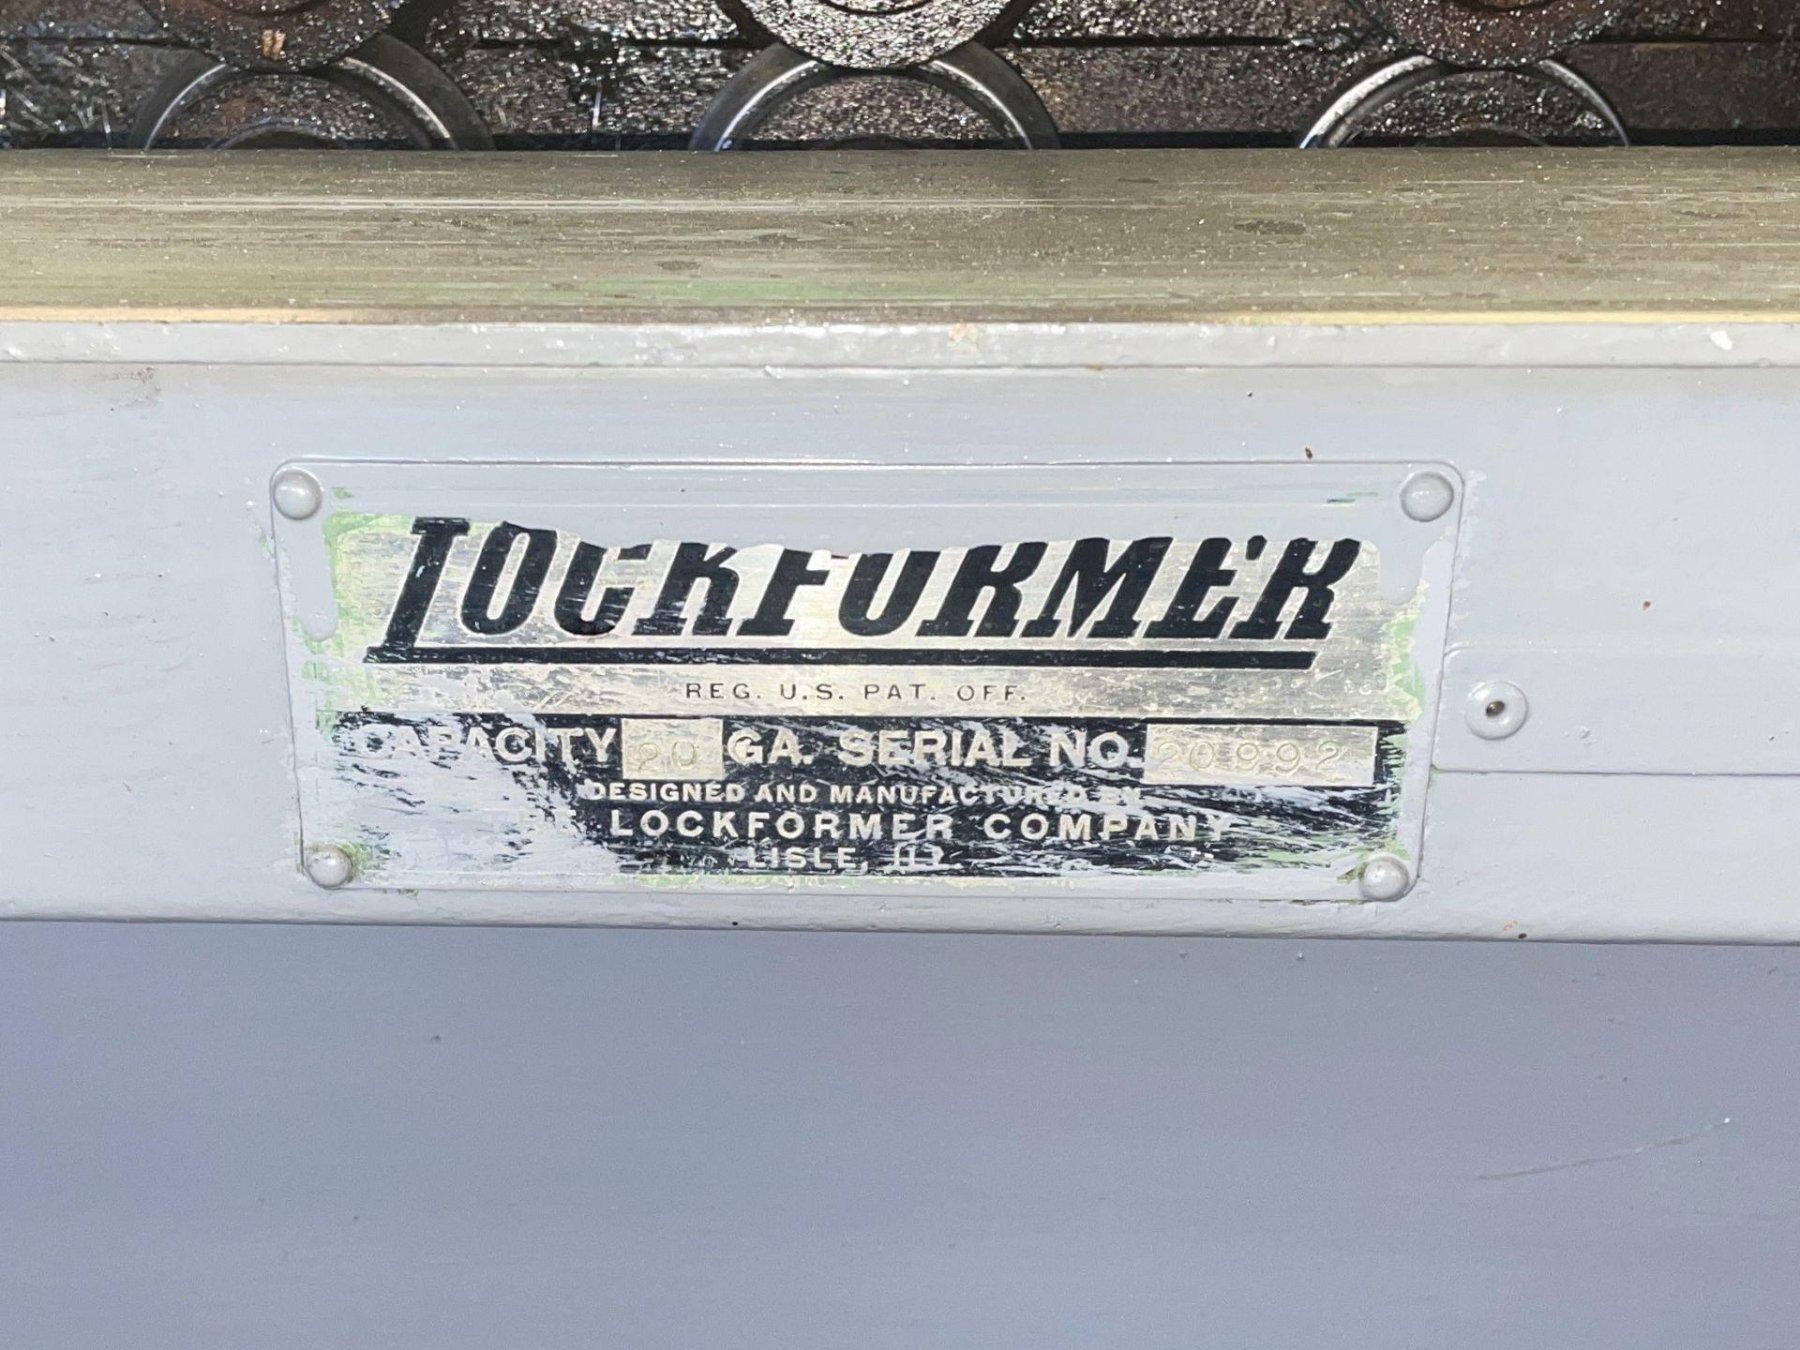 LOCKFORMER
REG. U.S. PAT. OFF.
CAPACITY 20 GA. SERIAL NO. 20992
DESIGNED AND MANUFACTURED BY
LOCKFORMER COMPANY
LISLE, ILL.